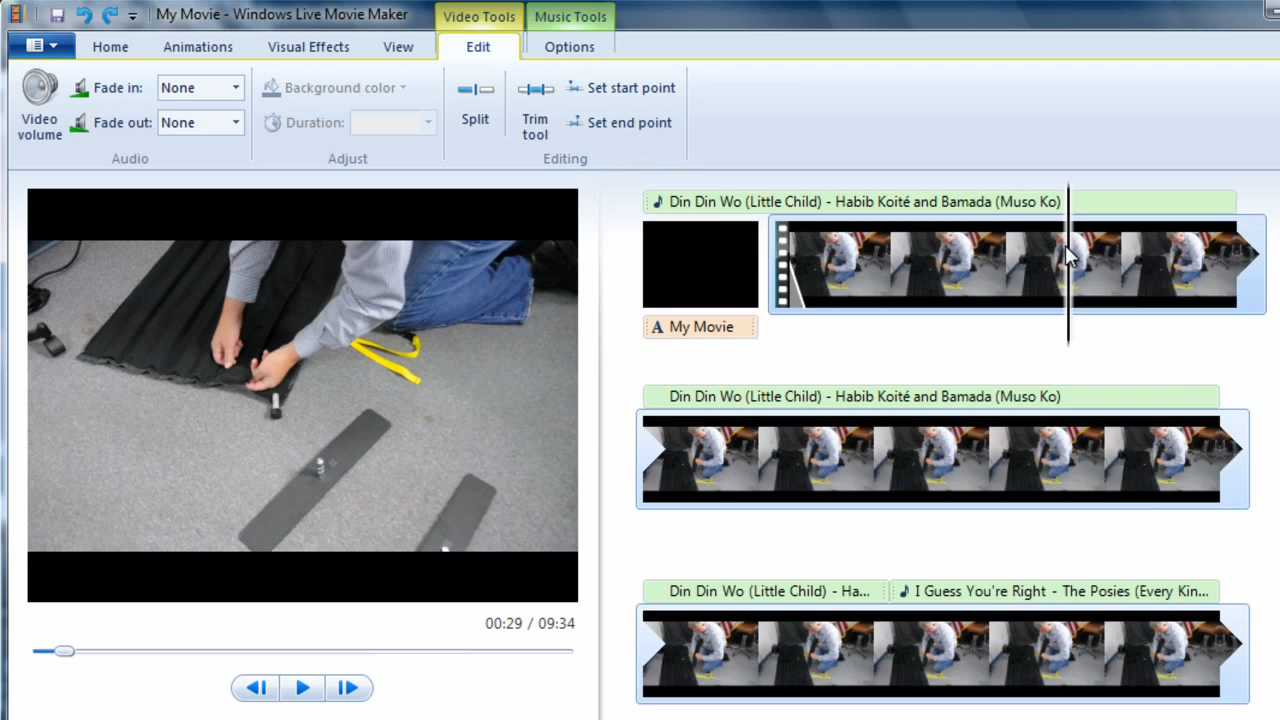 My Movie - Windows Live Movie Maker
Video Tools
Music Tools
Home
Animations
Visual Effects
View
Edit
Options
Video volume
Fade in:
None
Fade out:
None
Audio
Background color
Duration:
Adjust
Split
Trim tool
Set start point
Set end point
Editing
Din Din Wo (Little Child) - Habib Koité and Bamada (Muso Ko)
A My Movie
Din Din Wo (Little Child) - Habib Koité and Bamada (Muso Ko)
Din Din Wo (Little Child) - Ha...
I Guess You're Right - The Posies (Every Kin...
00:29 / 09:34